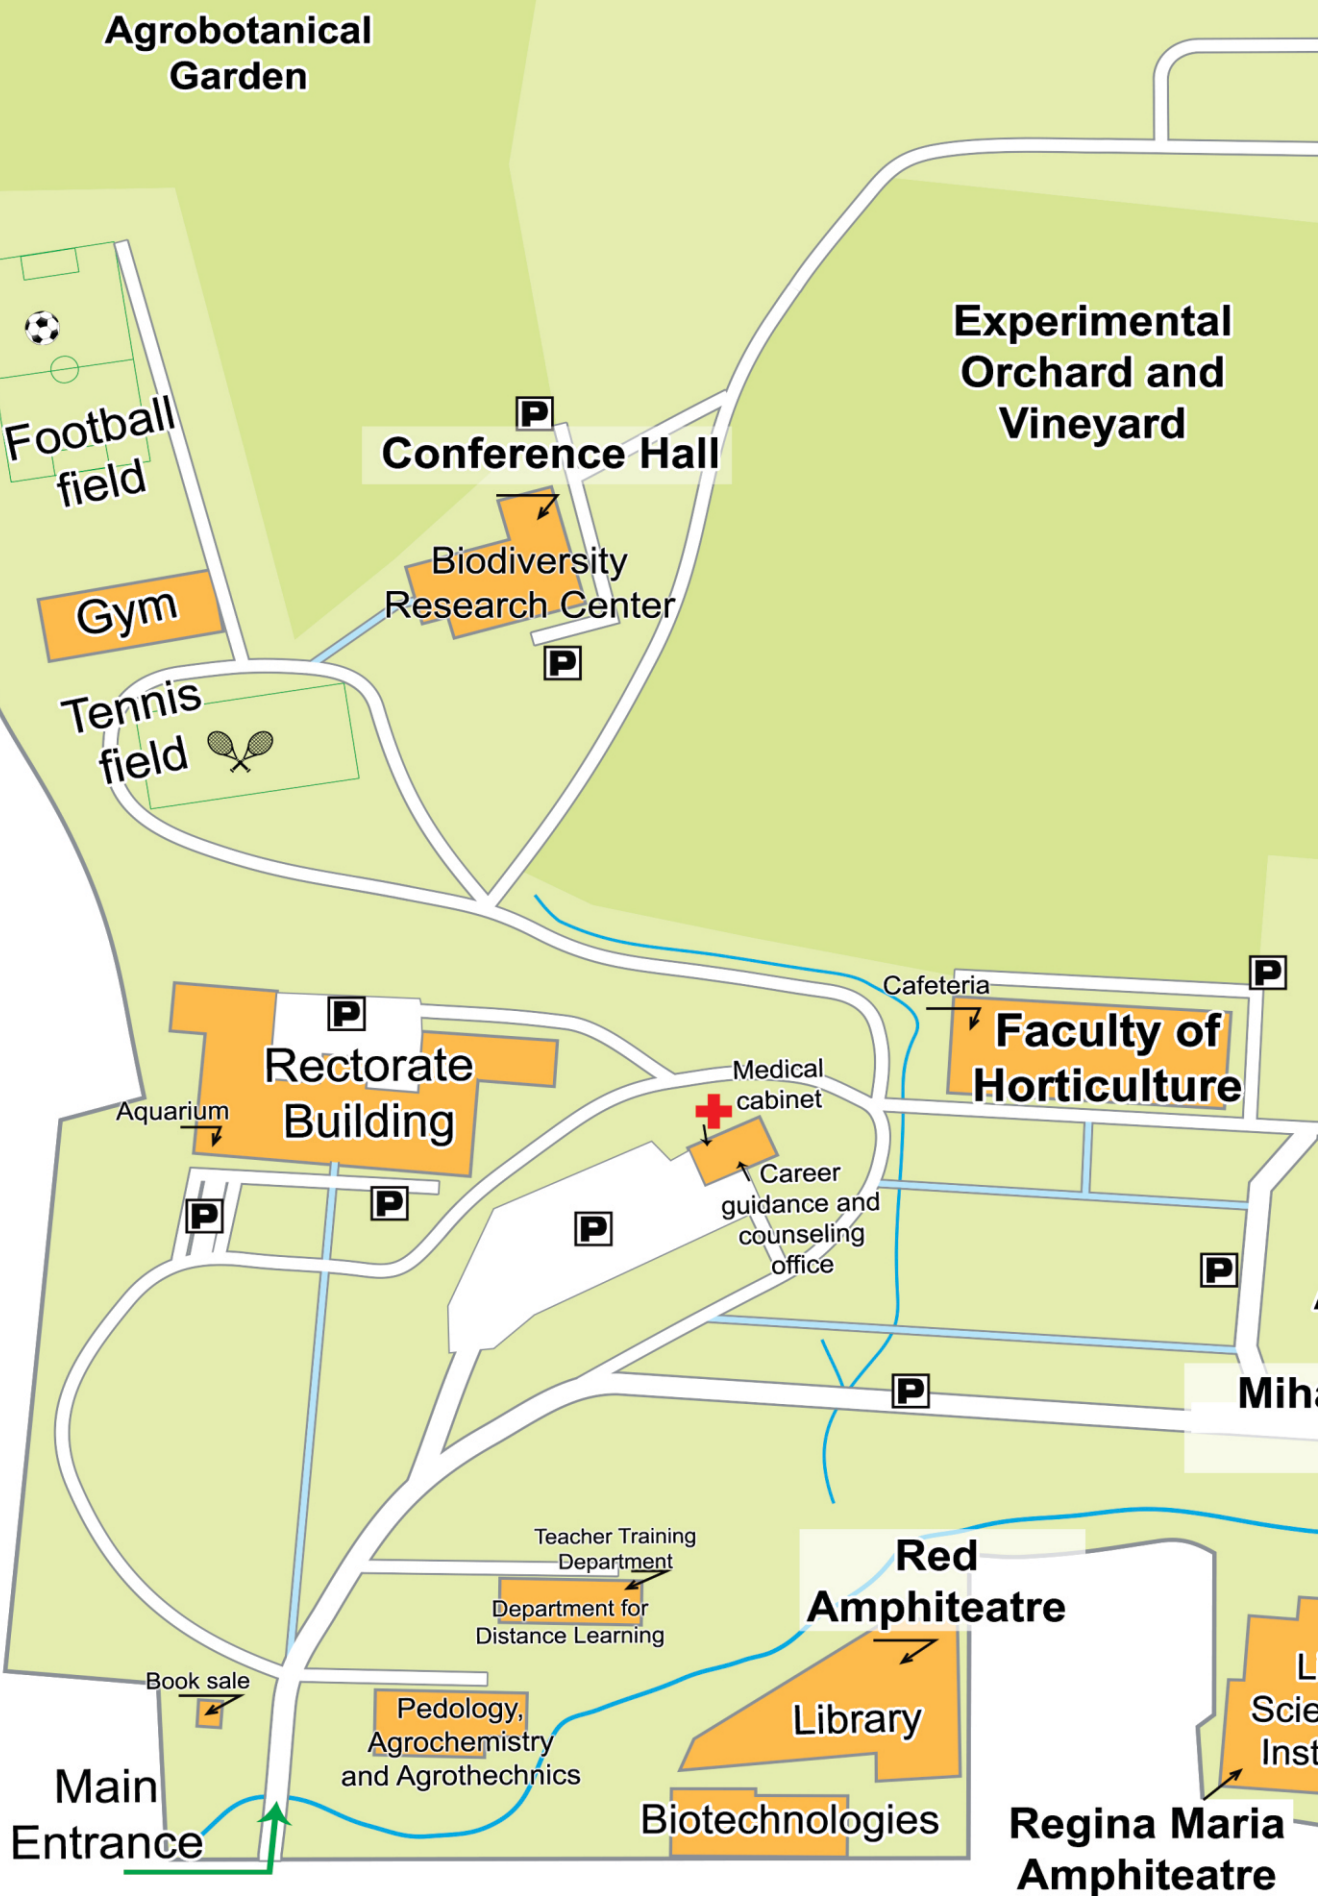 Agrobotanical
Garden
Experimental
Orchard and
Vineyard
Football
field
P
Conference Hall
Biodiversity
Research Center
Gym
P
Tennis
field
P
Cafeteria
Faculty of
Horticulture
P
Rectorate
Building
Aquarium
Medical
cabinet
P
P
P
Career
guidance and
counseling
office
P
P
Teacher Training
Department
Department for
Distance Learning
Red
Amphiteatre
Book sale
Pedology,
Agrochemistry
and Agrothechnics
Library
Main
Entrance
Biotechnologies
Regina Maria
Amphiteatre